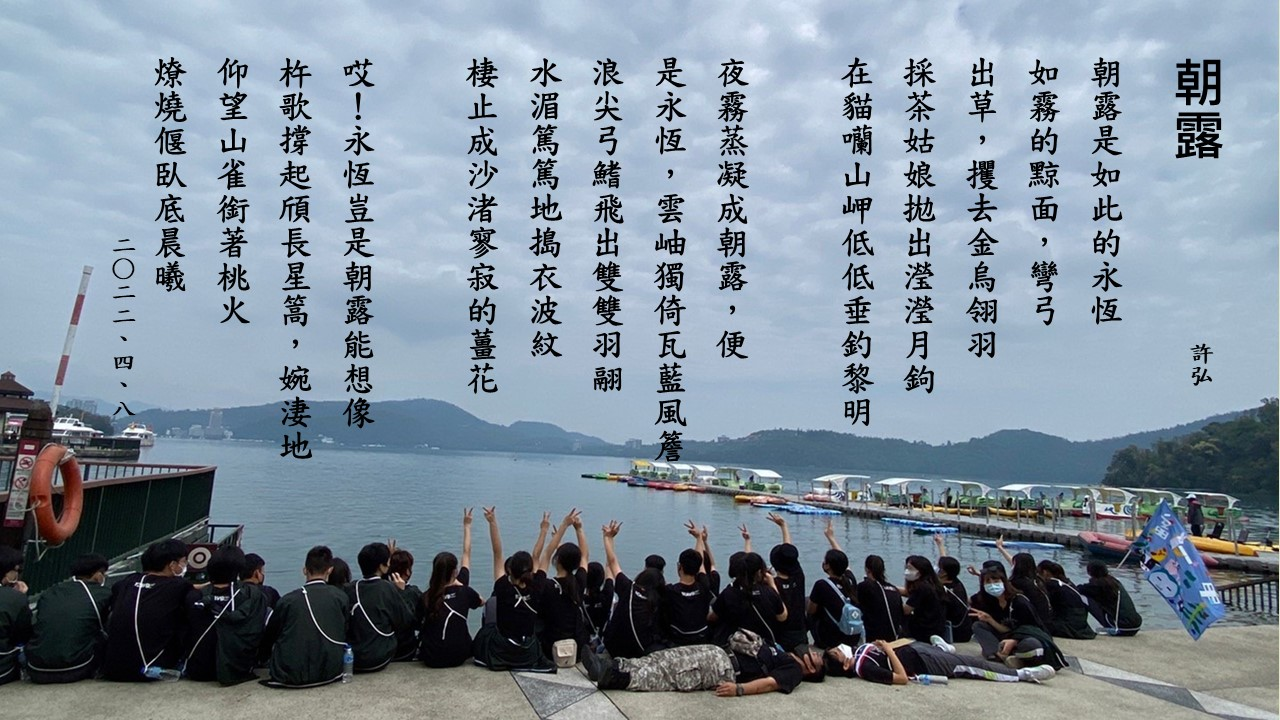 朝露
許弘
朝露是如此的永恆
如霧的黥面，彎弓
出草，攫去金烏翎羽
採茶姑娘拋出瀅瀅月鉤
在貓囒山岬低低垂釣黎明
夜霧蒸凝成朝露，便
是永恆，雲岫獨倚瓦藍風簷
浪尖弓鰭飛出雙雙羽翮
水湄篤篤地搗衣波紋
棲止成沙渚寥寂的薑花
哎！永恆豈是朝露能想像
杵歌撐起頎長星篙，婉淒地
仰望山雀銜著桃火
燎燒偃臥底晨曦
二〇二二、四、八